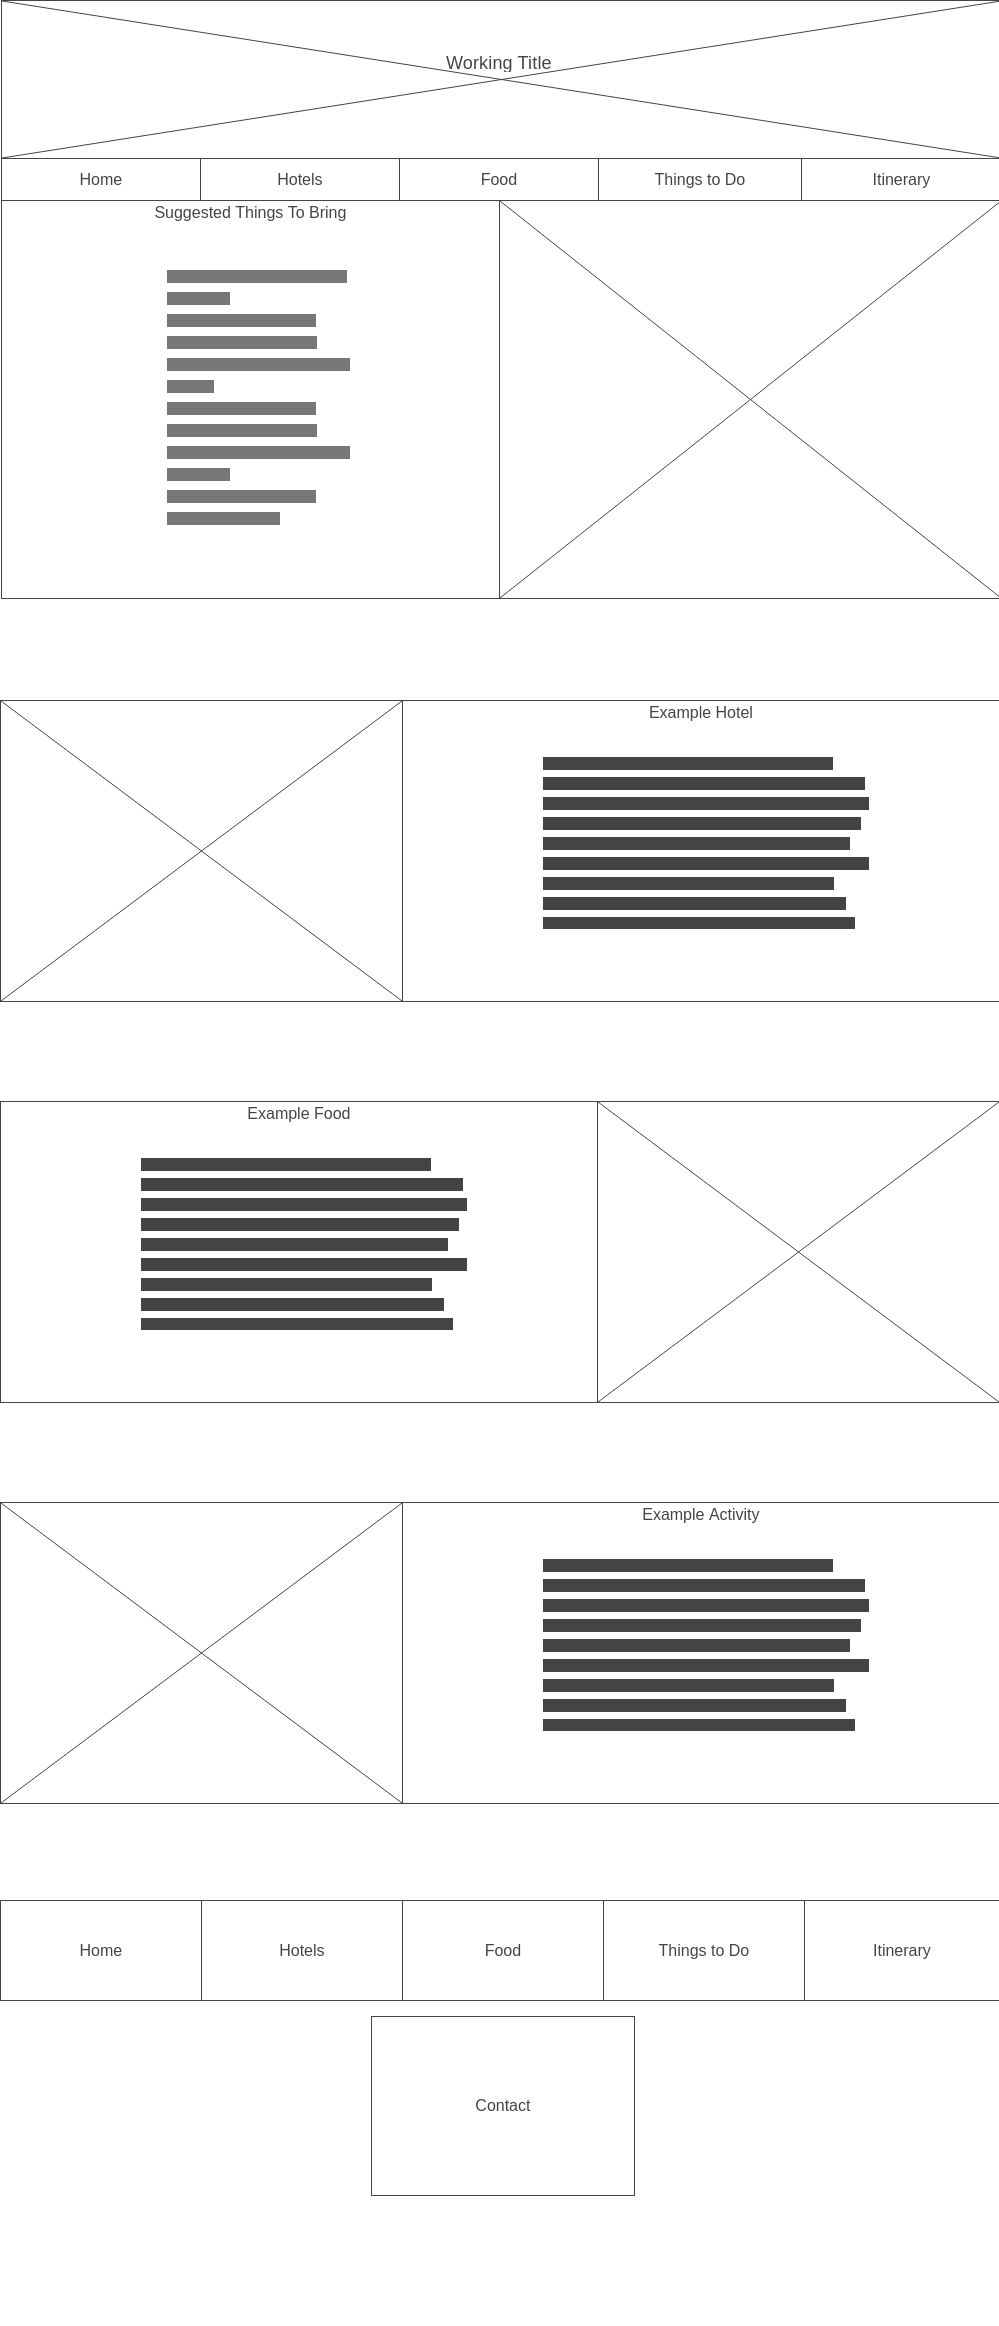 Working Title
Home
Hotels
Food
Things to Do
Itinerary
Suggested Things To Bring
Example Hotel
Example Food
Example Activity
Home
Hotels
Food
Things to Do
Itinerary
Contact